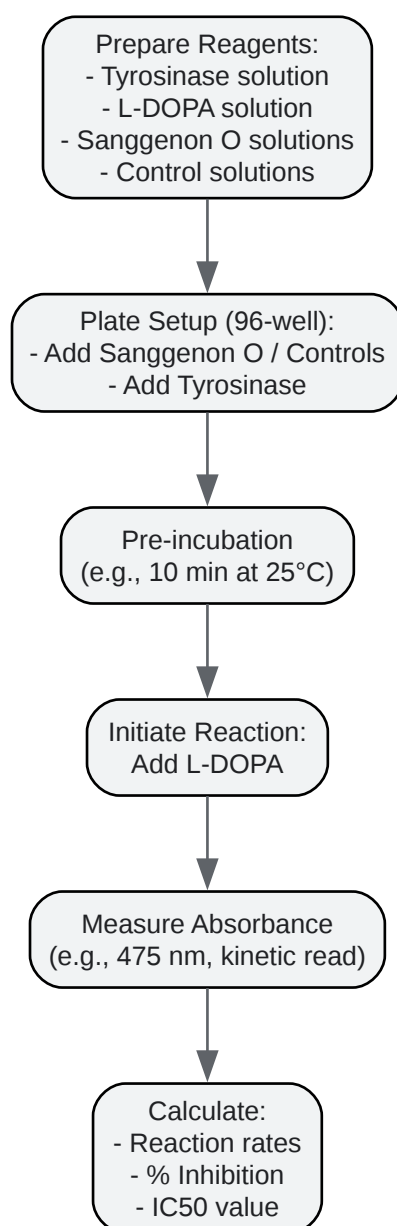 Prepare Reagents:
- Tyrosinase solution
- L-DOPA solution
- Sanggenon O solutions
- Control solutions
Plate Setup (96-well):
- Add Sanggenon O / Controls
- Add Tyrosinase
Pre-incubation
(e.g., 10 min at 25°C)
Initiate Reaction:
Add L-DOPA
Measure Absorbance
(e.g., 475 nm, kinetic read)
Calculate:
- Reaction rates
- % Inhibition
- IC50 value